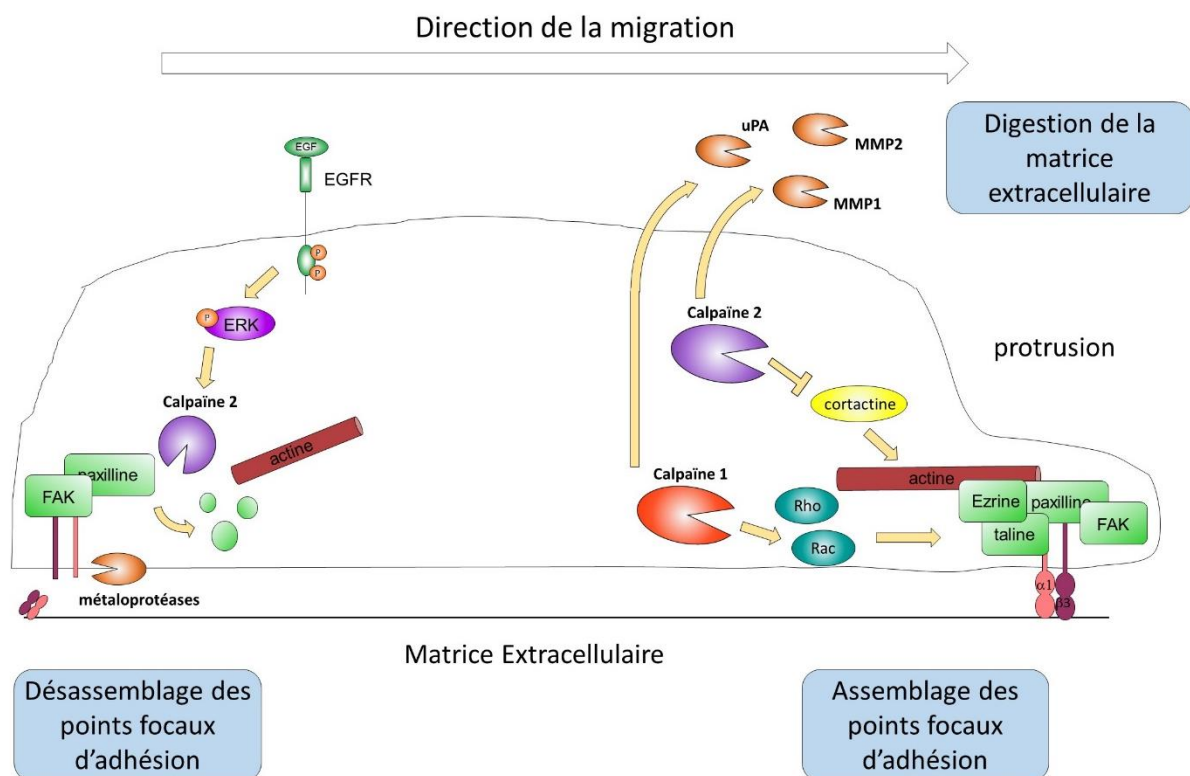 Direction de la migration
uPA
MMP2
MMP1
Digestion de la
matrice
extracellulaire
EGF
EGFR
P
P
P
ERK
Calpaïne 2
Calpaïne 2
protrusion
cortactine
actine
paxilline
FAK
Calpaïne 1
actine
Rho
Ezrine
paxilline
FAK
Rac
taline
métaloprotéases
α1
β3
Matrice Extracellulaire
Désassemblage des
points focaux
d’adhésion
Assemblage des
points focaux
d’adhésion